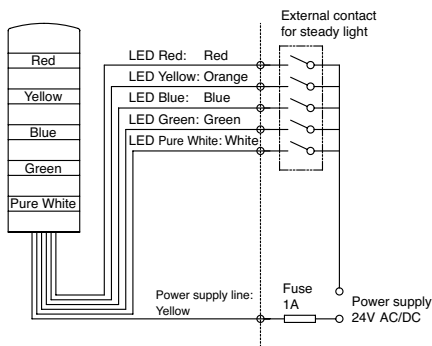 External contact
for steady light
Red
Yellow
Blue
Green
Pure White
LED Red: Red
LED Yellow: Orange
LED Blue: Blue
LED Green: Green
LED Pure White: White
Power supply line:
Yellow
Fuse
1A
Power supply
24V AC/DC